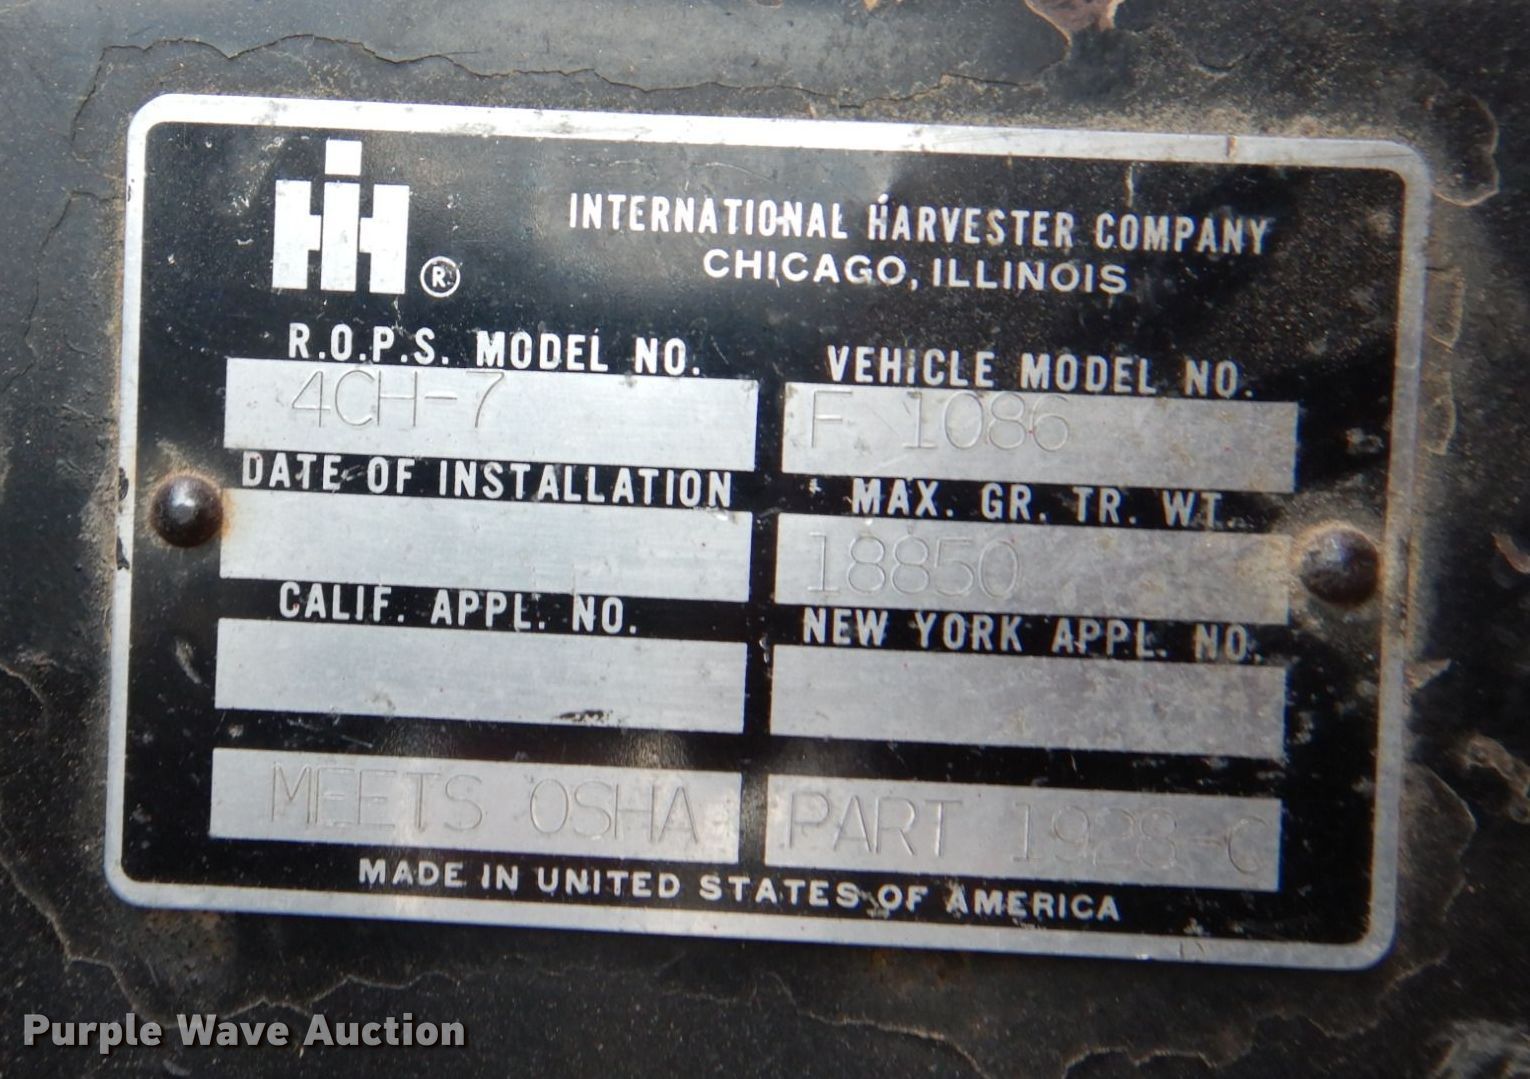 IH ®
INTERNATIONAL HARVESTER COMPANY
CHICAGO, ILLINOIS
R.O.P.S. MODEL NO.
4CH-7
VEHICLE MODEL NO.
F 1086
DATE OF INSTALLATION
MAX. GR. TR. WT.
18850
CALIF. APPL. NO.
NEW YORK APPL. NO.
MEETS OSHA
PART 1928-C
MADE IN UNITED STATES OF AMERICA
Purple Wave Auction